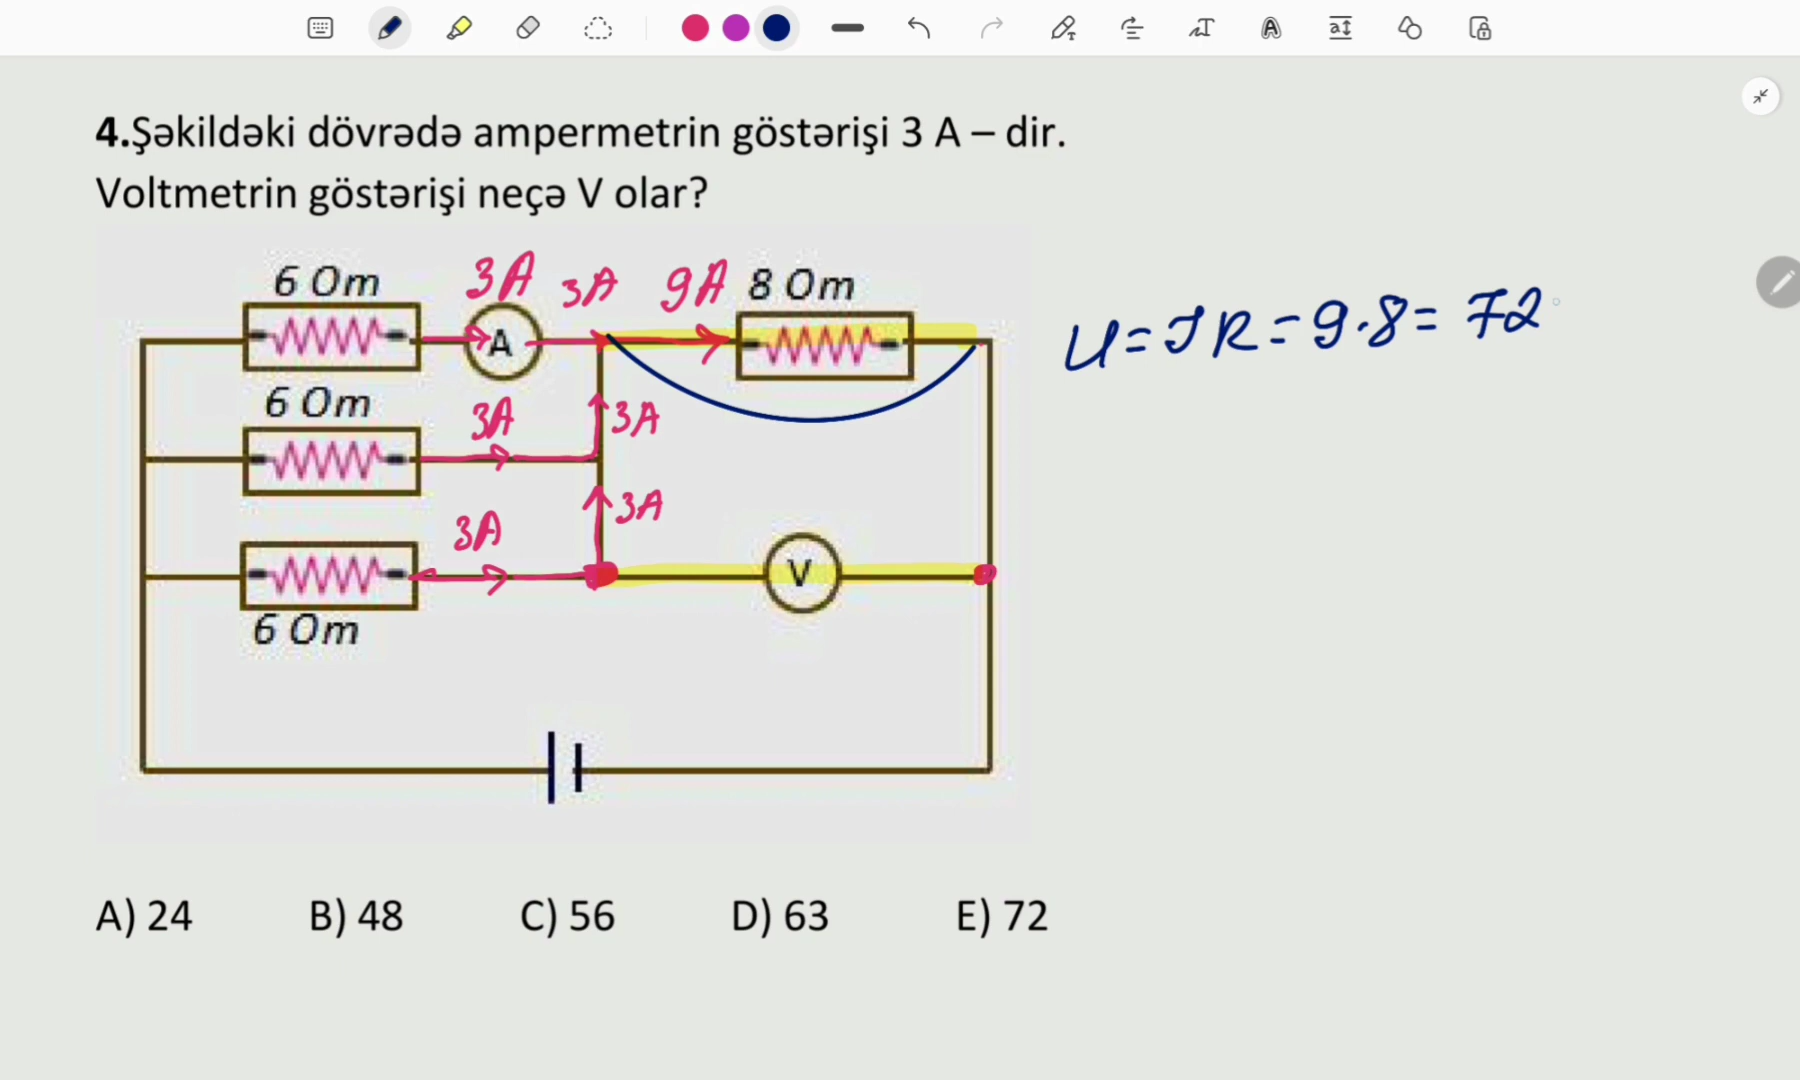 4.Şəkildəki dövrədə ampermetrin göstərişi 3 A – dir.
Voltmetrin göstərişi neçə V olar?
6 Om
3A
3A
9A
8 Om
A
U=IR=9.8=72
6 Om
3A
3A
3A
3A
V
6 Om
A) 24 B) 48 C) 56 D) 63 E) 72